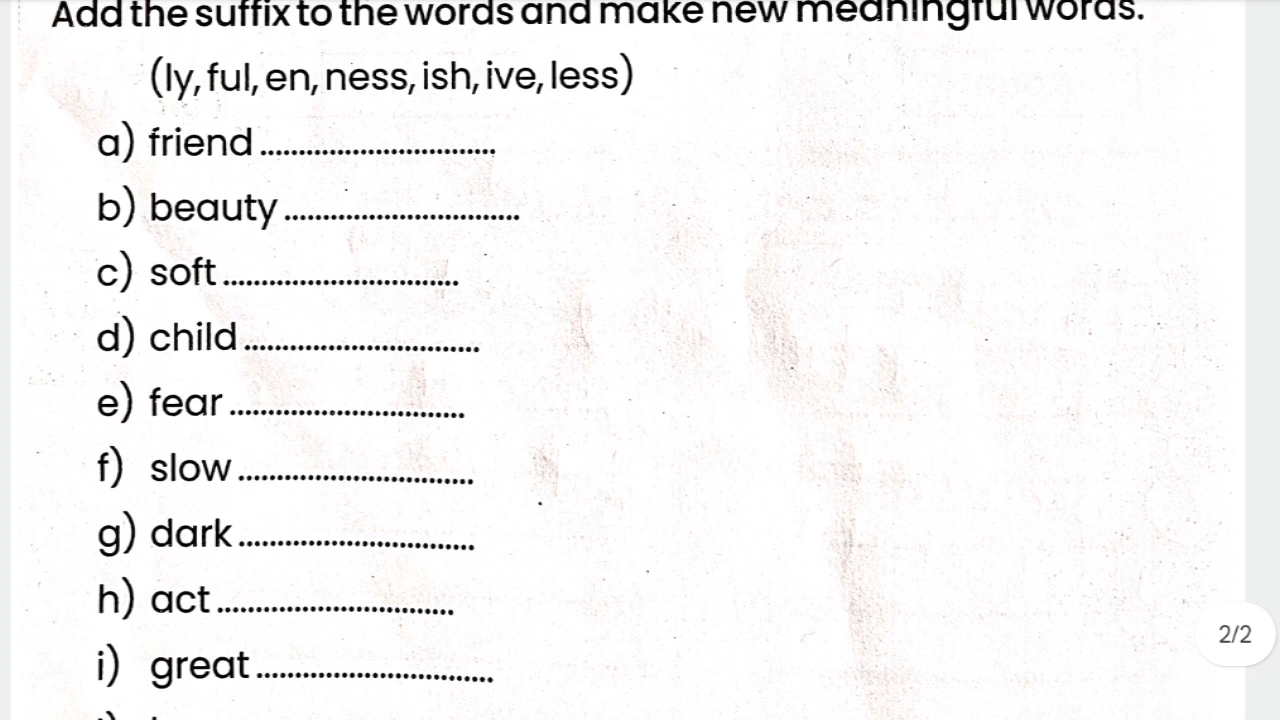 Add the suffix to the words and make new meaningful words.
(ly, ful, en, ness, ish, ive, less)
a) friend...............................
b) beauty...............................
c) soft...............................
d) child...............................
e) fear...............................
f) slow...............................
g) dark...............................
h) act...............................
i) great...............................
2/2